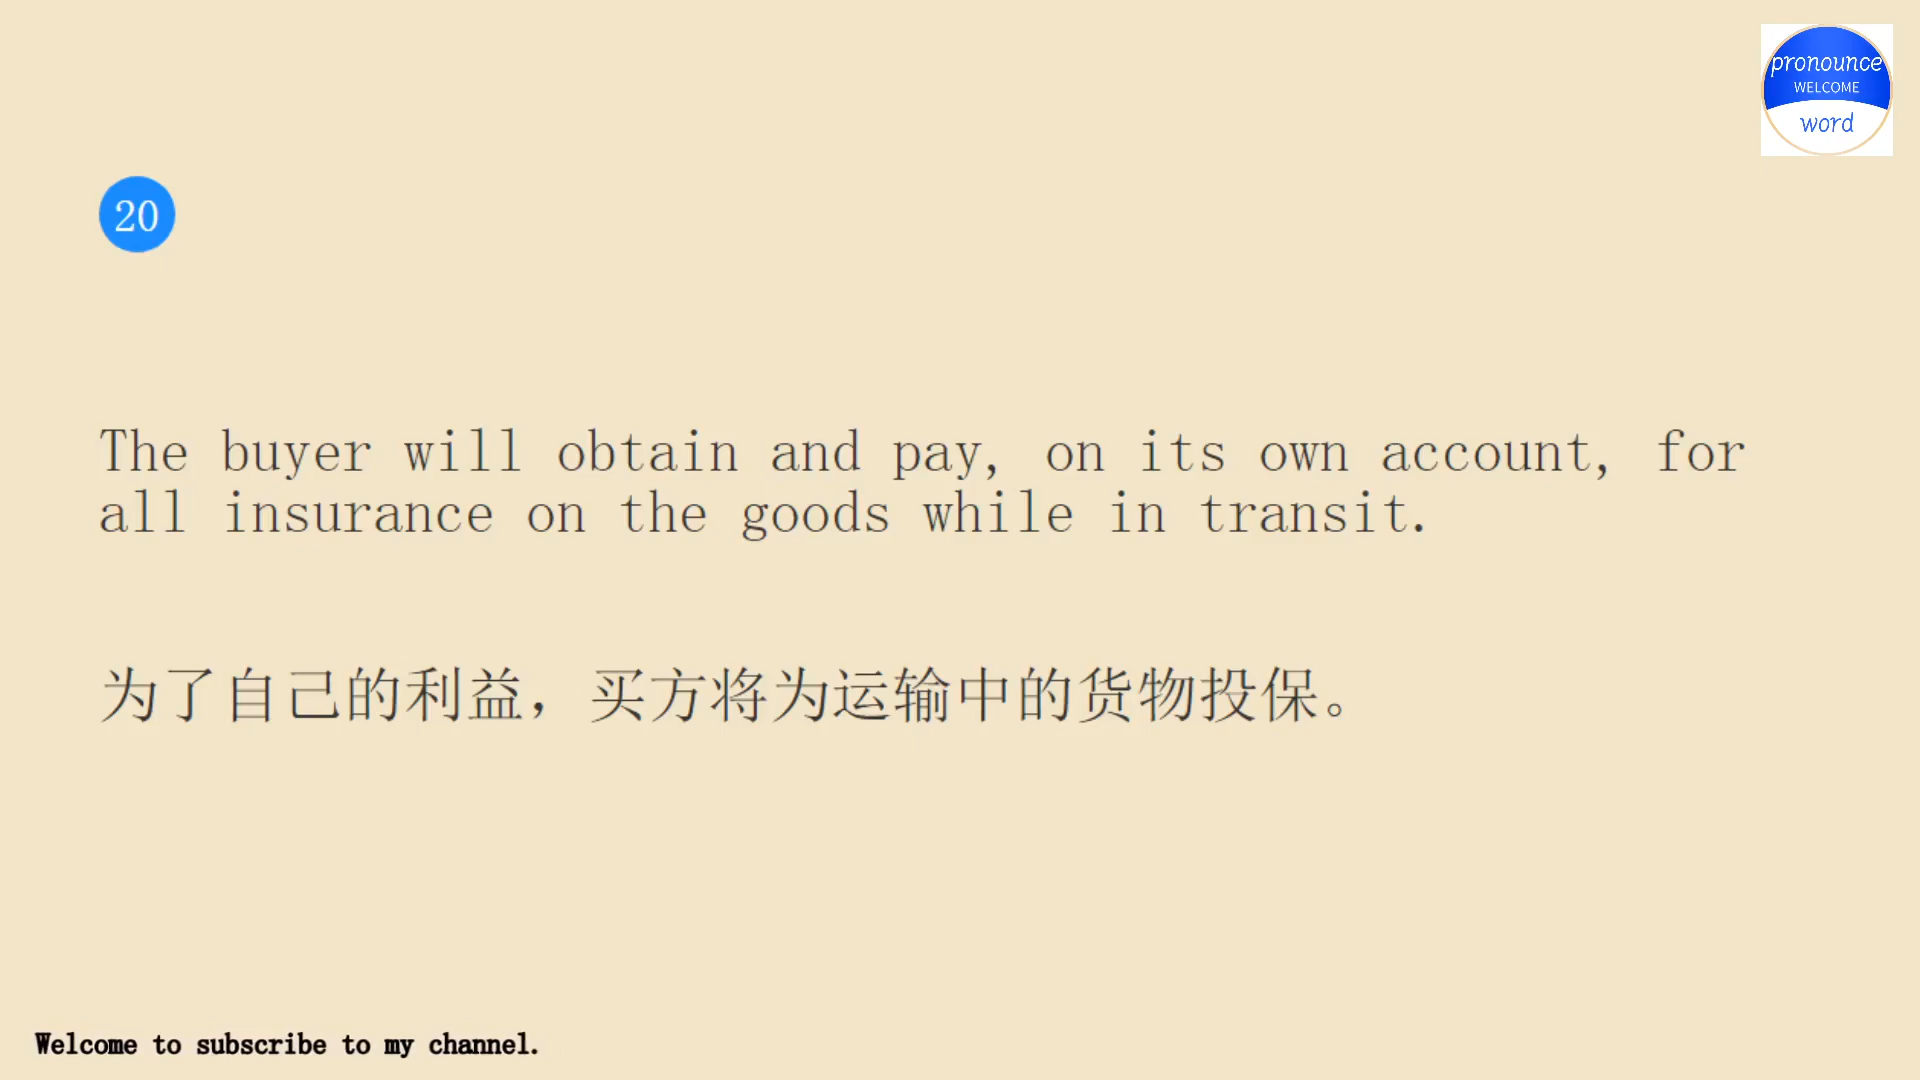 pronounce
WELCOME
word
20
The buyer will obtain and pay, on its own account, for
all insurance on the goods while in transit.
为了自己的利益，买方将为运输中的货物投保。
Welcome to subscribe to my channel.